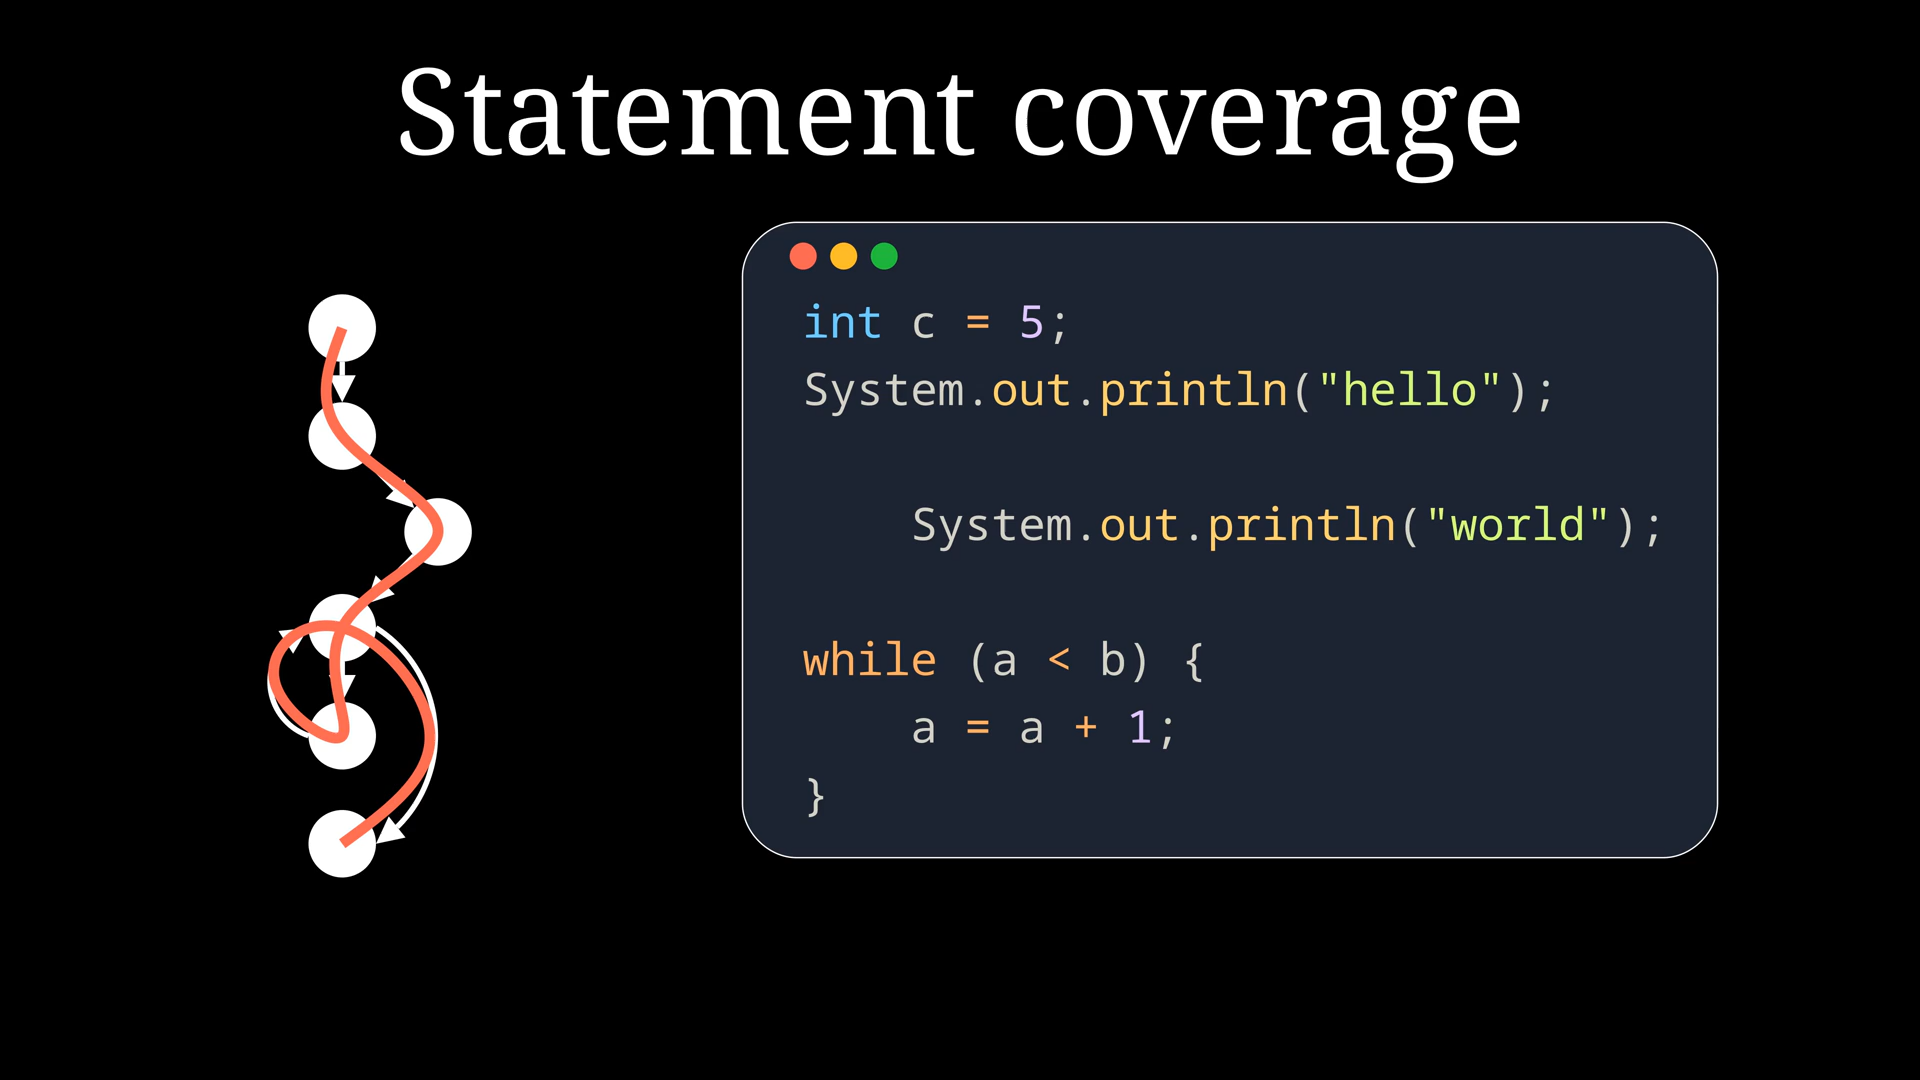 Statement coverage
int c = 5;
System.out.println("hello");
    System.out.println("world");
while (a < b) {
    a = a + 1;
}